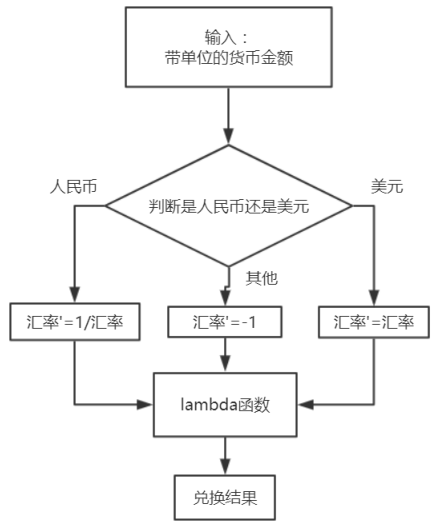 输入：
带单位的货币金额
判断是人民币还是美元
人民币
美元
其他
汇率'=1/汇率
汇率'=-1
汇率'=汇率
lambda函数
兑换结果